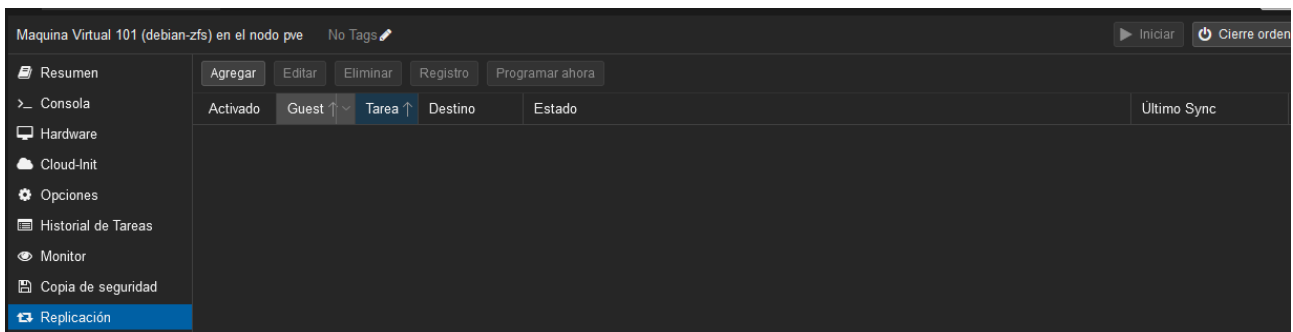 Maquina Virtual 101 (debian-zfs) en el nodo pve No Tags Iniciar Cierre orden
Resumen
Consola
Hardware
Cloud-Init
Opciones
Historial de Tareas
Monitor
Copia de seguridad
Replicación
Agregar Editar Eliminar Registro Programar ahora
Activado Guest Tarea Destino Estado Último Sync